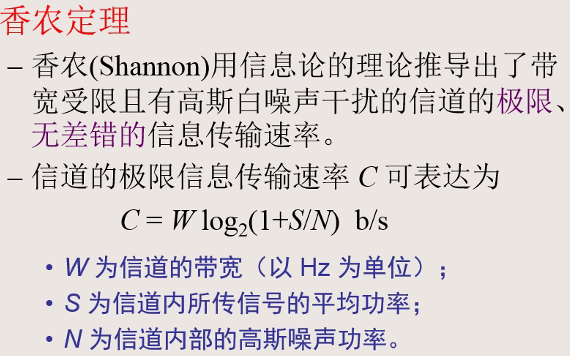 香农定理
– 香农(Shannon)用信息论的理论推导出了带
宽受限且有高斯白噪声干扰的信道的极限、
无差错的信息传输速率。
– 信道的极限信息传输速率 C 可表达为
C = W log₂(1+S/N) b/s
• W 为信道的带宽（以 Hz 为单位）；
• S 为信道内所传信号的平均功率；
• N 为信道内部的高斯噪声功率。